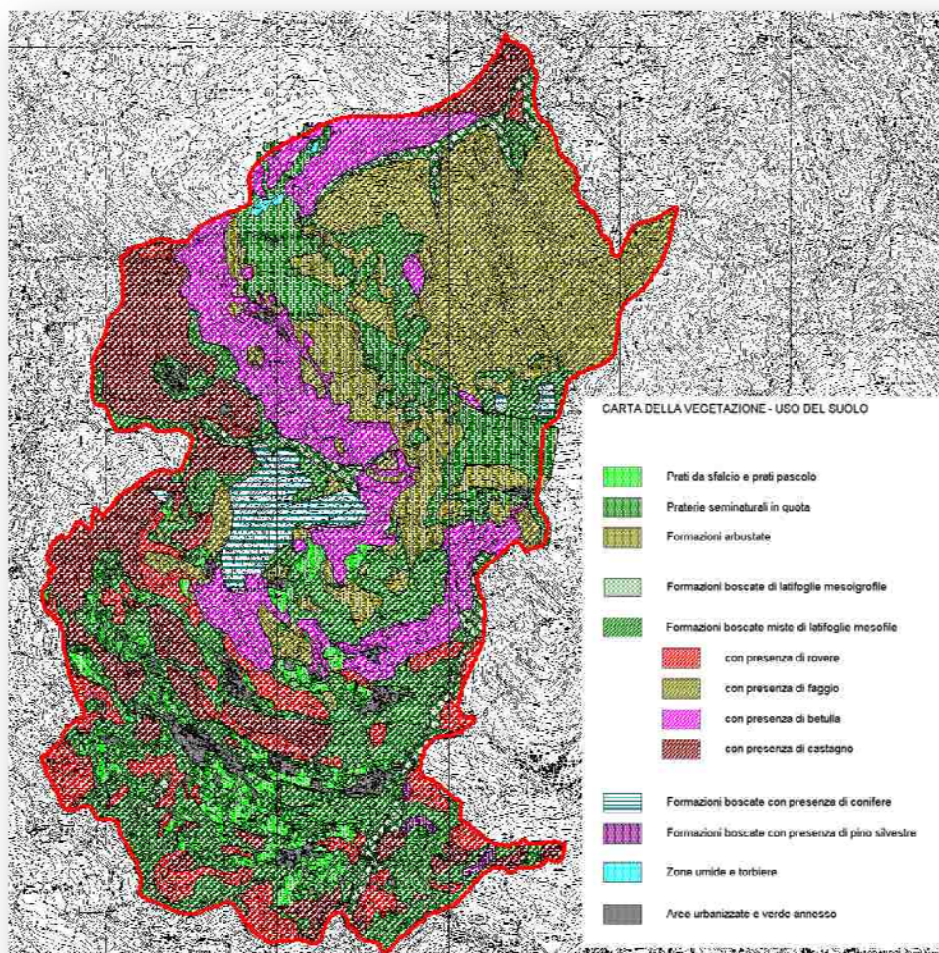 CARTA DELLA VEGETAZIONE - USO DEL SUOLO
Prati da sfalcio e prati pascolo
Praterie seminaturali in quota
Formazioni arbustate
Formazioni boscate di latifoglie mesoigrofile
Formazioni boscate miste di latifoglie mesofile
con presenza di rovere
con presenza di faggio
con presenza di betulla
con presenza di castagno
Formazioni boscate con presenza di conifere
Formazioni boscate con presenza di pino silvestre
Zone umide e torbiere
Aree urbanizzate e verde annesso